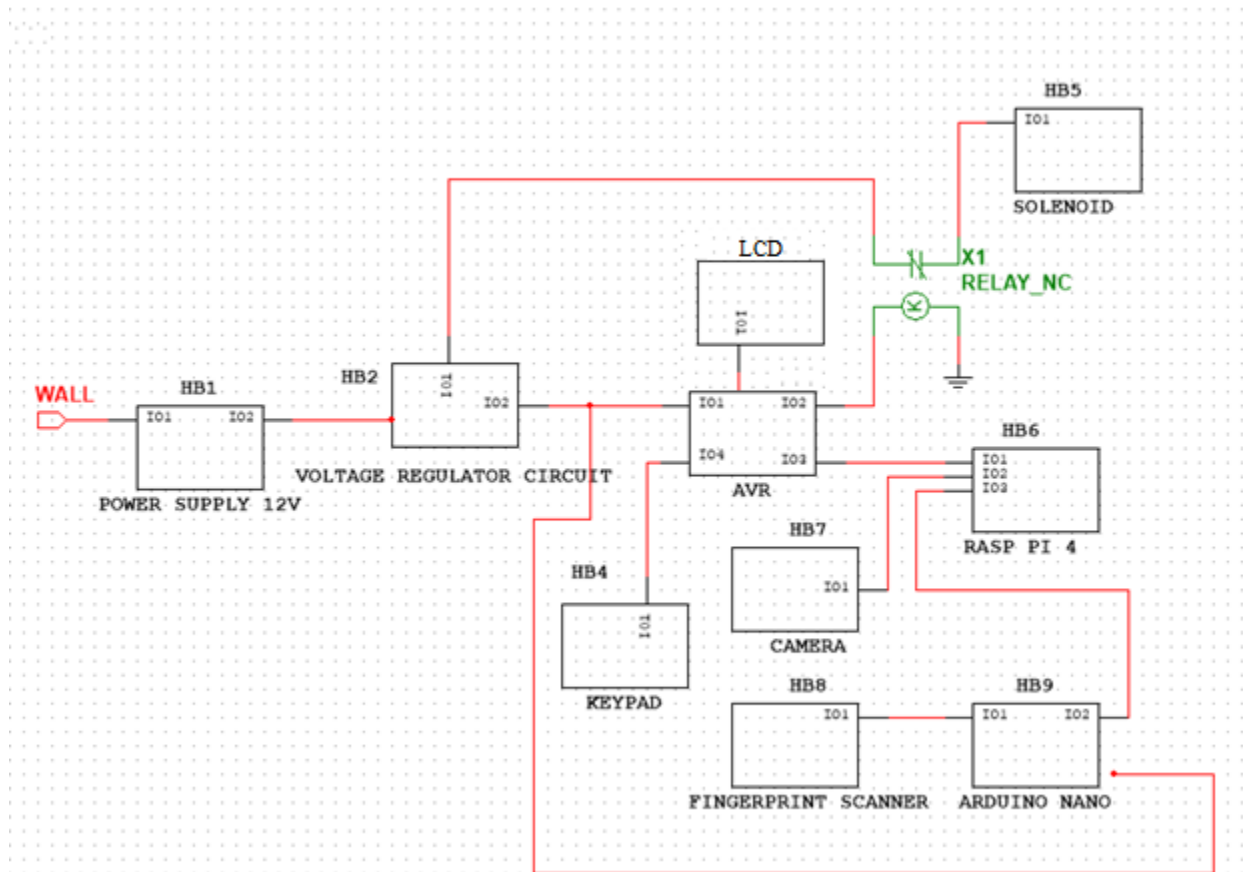 HB5
IO1
SOLENOID
LCD
IO1
X1
RELAY_NC
K
WALL
HB1
IO1 IO2
POWER SUPPLY 12V
HB2
IO1
IO2
VOLTAGE REGULATOR CIRCUIT
IO1 IO2
IO4 IO3
AVR
HB6
IO1
IO2
IO3
RASP PI 4
HB7
IO1
CAMERA
HB4
IO1
KEYPAD
HB8
IO1
FINGERPRINT SCANNER
HB9
IO1 IO2
ARDUINO NANO